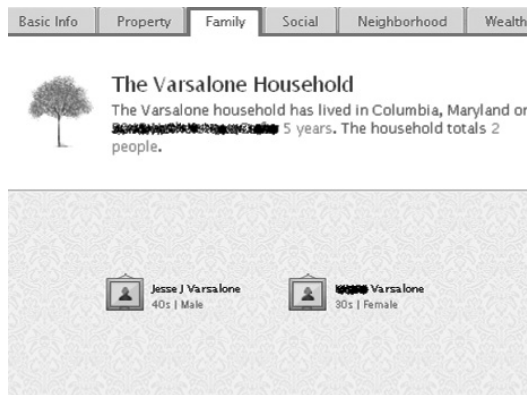 Basic Info Property Family Social Neighborhood Wealth
The Varsalone Household
The Varsalone household has lived in Columbia, Maryland on
5 years. The household totals 2
people.
Jesse J Varsalone Varsalone
40s | Male 30s | Female